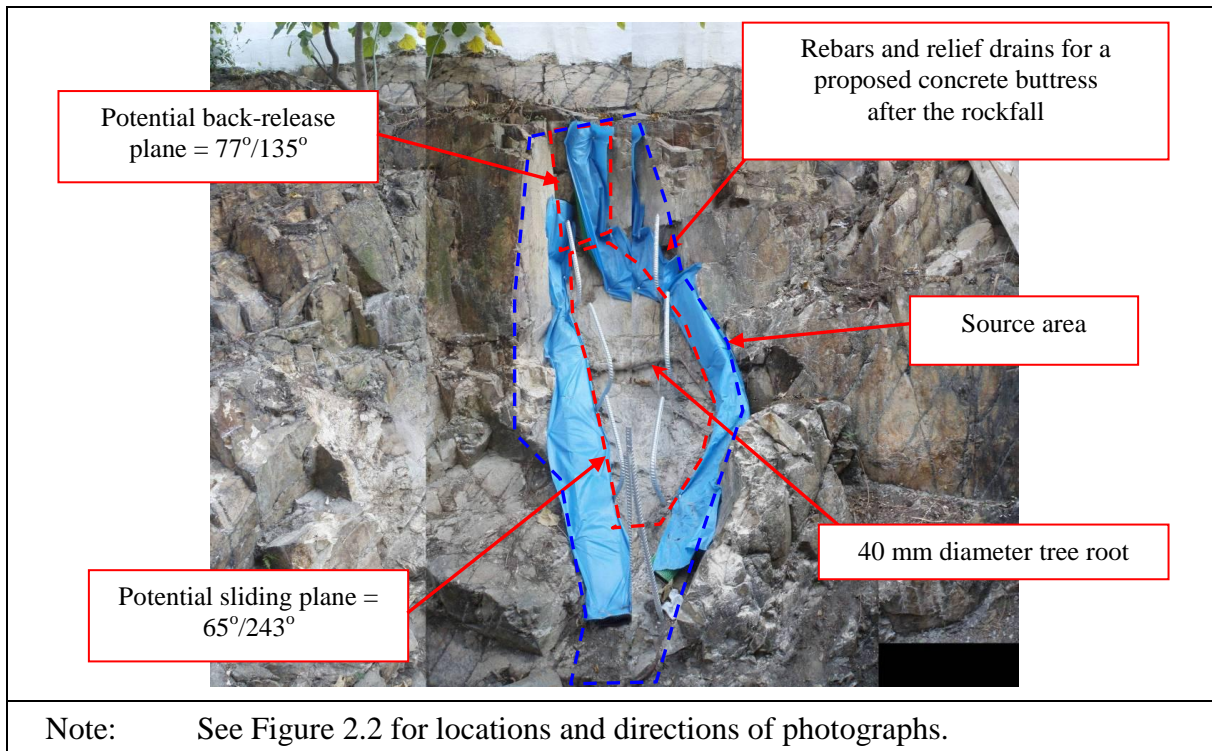 Rebars and relief drains for a
proposed concrete buttress
after the rockfall
Potential back-release
plane = 77°/135°
Source area
40 mm diameter tree root
Potential sliding plane =
65°/243°
Note: See Figure 2.2 for locations and directions of photographs.